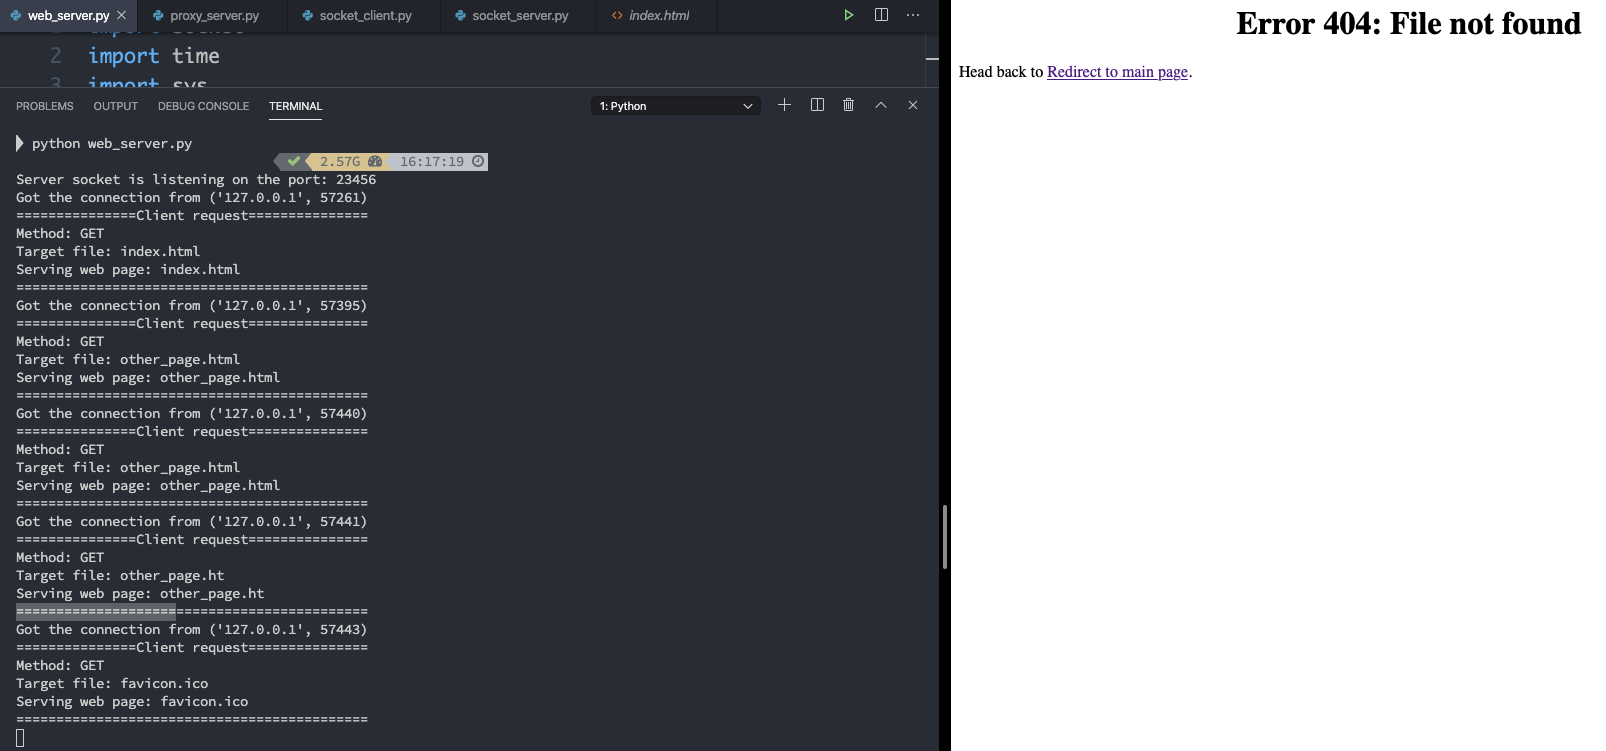 web_server.py
proxy_server.py
socket_client.py
socket_server.py
<> index.html
2 import time
3 import sys
PROBLEMS OUTPUT DEBUG CONSOLE TERMINAL 1: Python
python web_server.py
2.57G 16:17:19
Server socket is listening on the port: 23456
Got the connection from ('127.0.0.1', 57261)
===============Client request===============
Method: GET
Target file: index.html
Serving web page: index.html
============================================
Got the connection from ('127.0.0.1', 57395)
===============Client request===============
Method: GET
Target file: other_page.html
Serving web page: other_page.html
============================================
Got the connection from ('127.0.0.1', 57440)
===============Client request===============
Method: GET
Target file: other_page.html
Serving web page: other_page.html
============================================
Got the connection from ('127.0.0.1', 57441)
===============Client request===============
Method: GET
Target file: other_page.ht
Serving web page: other_page.ht
============================================
Got the connection from ('127.0.0.1', 57443)
===============Client request===============
Method: GET
Target file: favicon.ico
Serving web page: favicon.ico
============================================
Error 404: File not found
Head back to Redirect to main page.